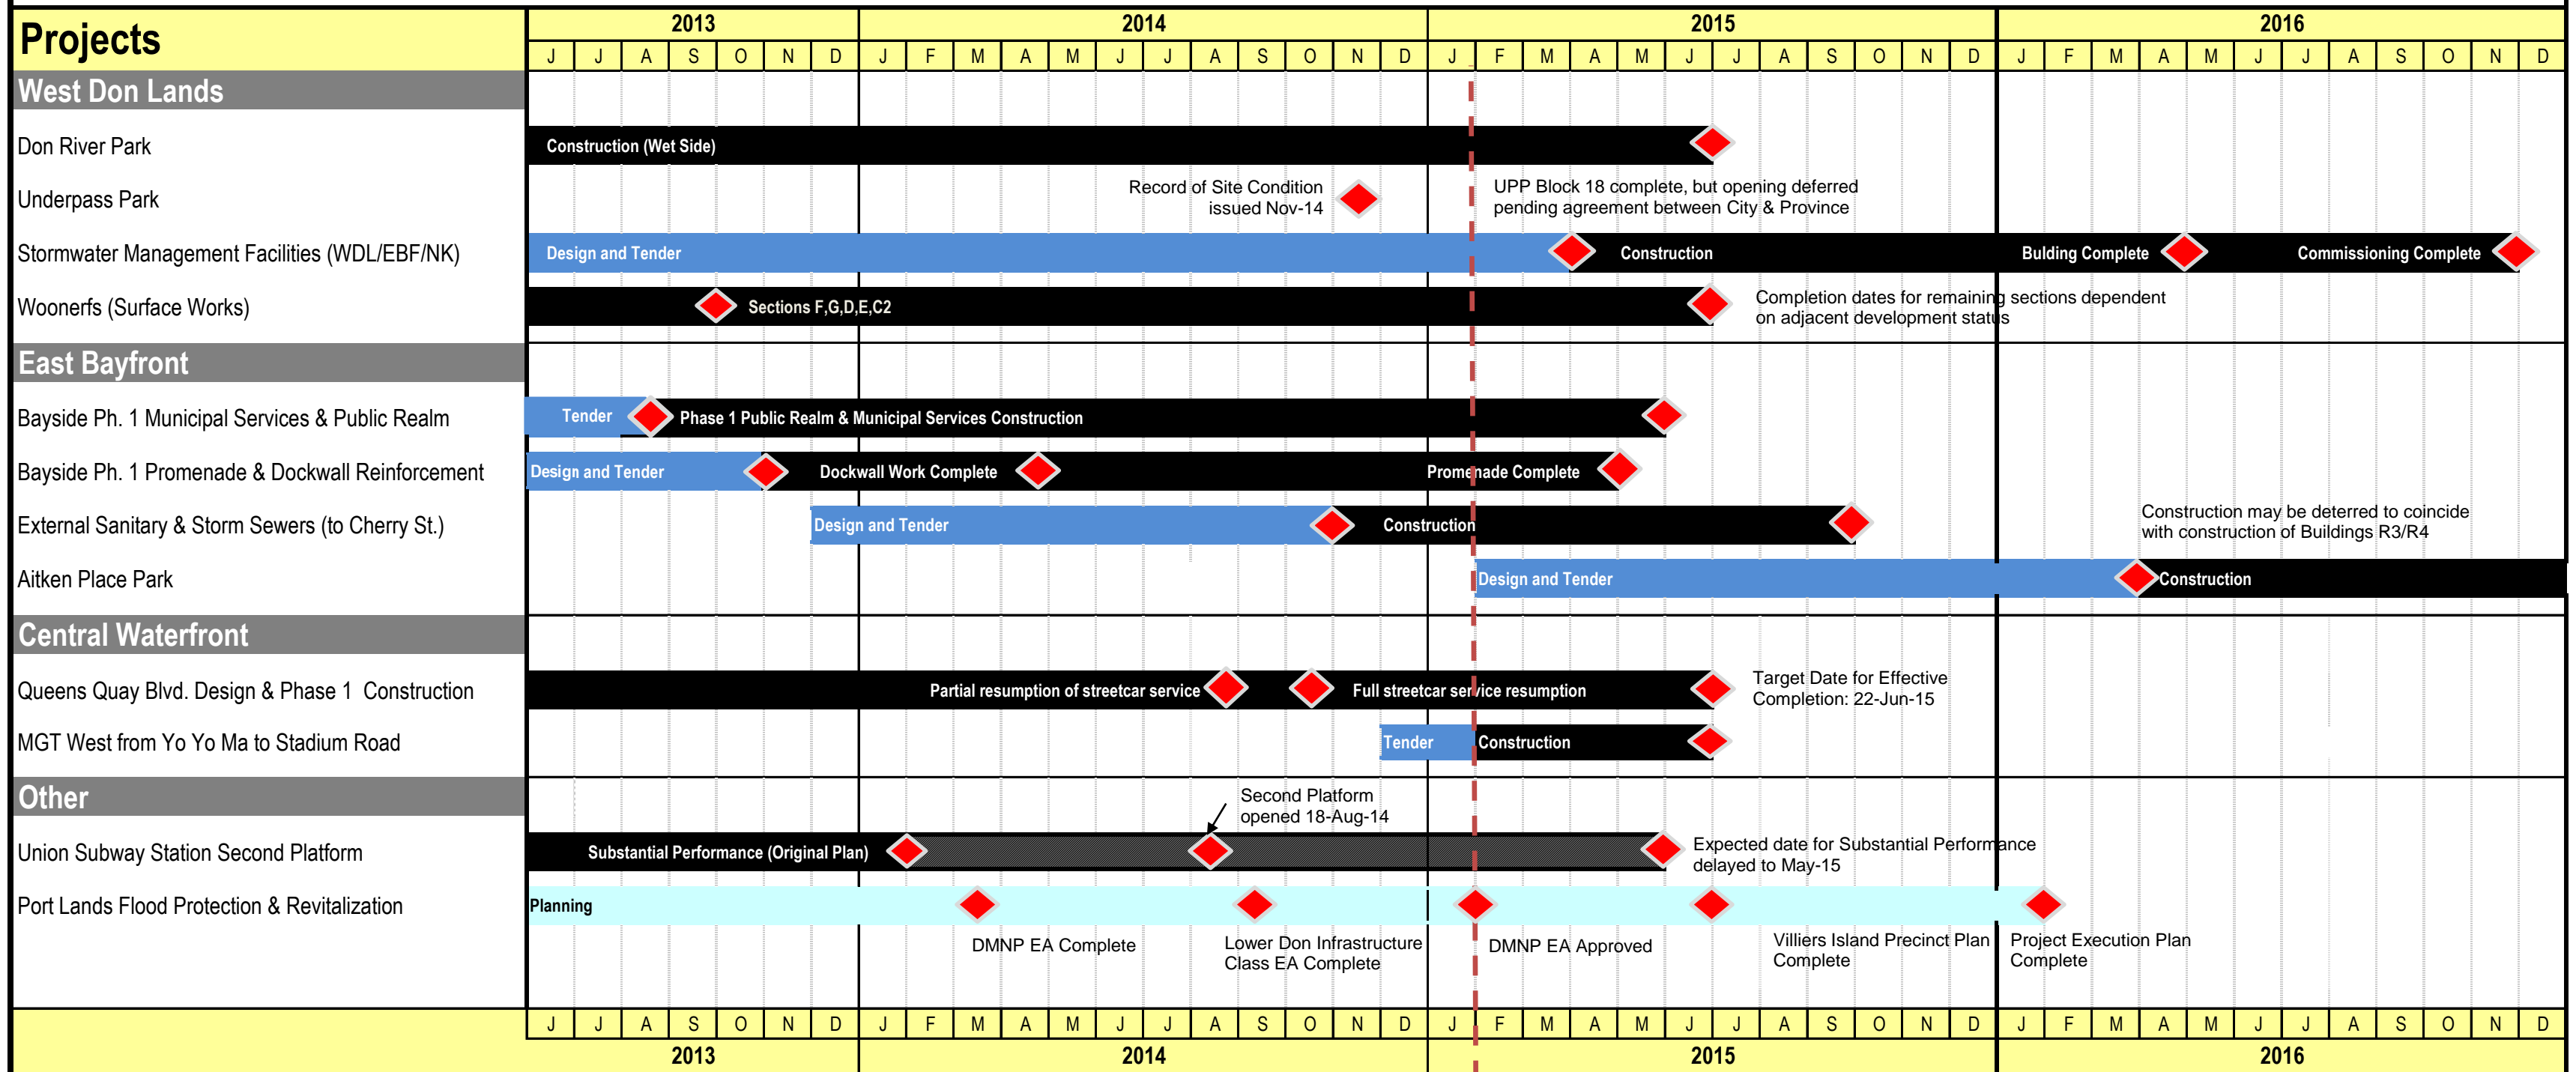 Projects
2013 2014 2015 2016
J J A S O N D J F M A M J J A S O N D J F M A M J J A S O N D J F M A M J J A S O N D
West Don Lands
Don River Park
Construction (Wet Side)
Underpass Park
Record of Site Condition
issued Nov-14
UPP Block 18 complete, but opening deferred
pending agreement between City & Province
Stormwater Management Facilities (WDL/EBF/NK)
Design and Tender
Construction
Bulding Complete
Commissioning Complete
Woonerfs (Surface Works)
Sections F,G,D,E,C2
Completion dates for remaining sections dependent
on adjacent development status
East Bayfront
Bayside Ph. 1 Municipal Services & Public Realm
Tender
Phase 1 Public Realm & Municipal Services Construction
Bayside Ph. 1 Promenade & Dockwall Reinforcement
Design and Tender
Dockwall Work Complete
Promenade Complete
External Sanitary & Storm Sewers (to Cherry St.)
Design and Tender
Construction
Construction may be deterred to coincide
with construction of Buildings R3/R4
Aitken Place Park
Design and Tender
Construction
Central Waterfront
Queens Quay Blvd. Design & Phase 1 Construction
Partial resumption of streetcar service
Full streetcar service resumption
Target Date for Effective
Completion: 22-Jun-15
MGT West from Yo Yo Ma to Stadium Road
Tender
Construction
Other
Second Platform
opened 18-Aug-14
Union Subway Station Second Platform
Substantial Performance (Original Plan)
Expected date for Substantial Performance
delayed to May-15
Port Lands Flood Protection & Revitalization
Planning
DMNP EA Complete
Lower Don Infrastructure
Class EA Complete
DMNP EA Approved
Villiers Island Precinct Plan
Complete
Project Execution Plan
Complete
J J A S O N D J F M A M J J A S O N D J F M A M J J A S O N D J F M A M J J A S O N D
2013 2014 2015 2016